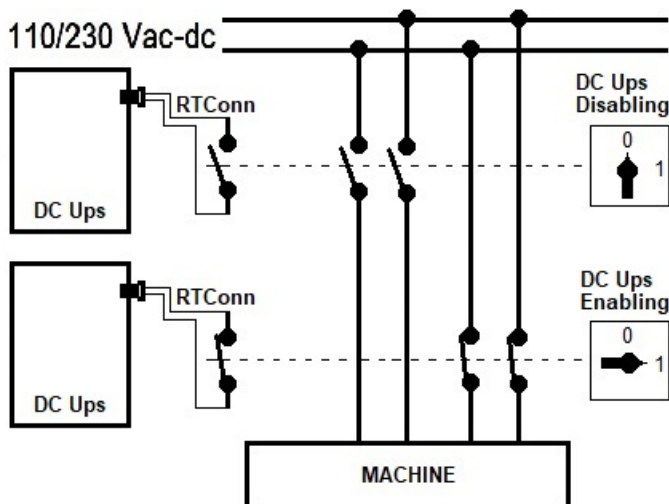 110/230 Vac-dc
RTConn
DC Ups
Disabling
0
1
DC Ups
RTConn
DC Ups
Enabling
0
1
DC Ups
MACHINE